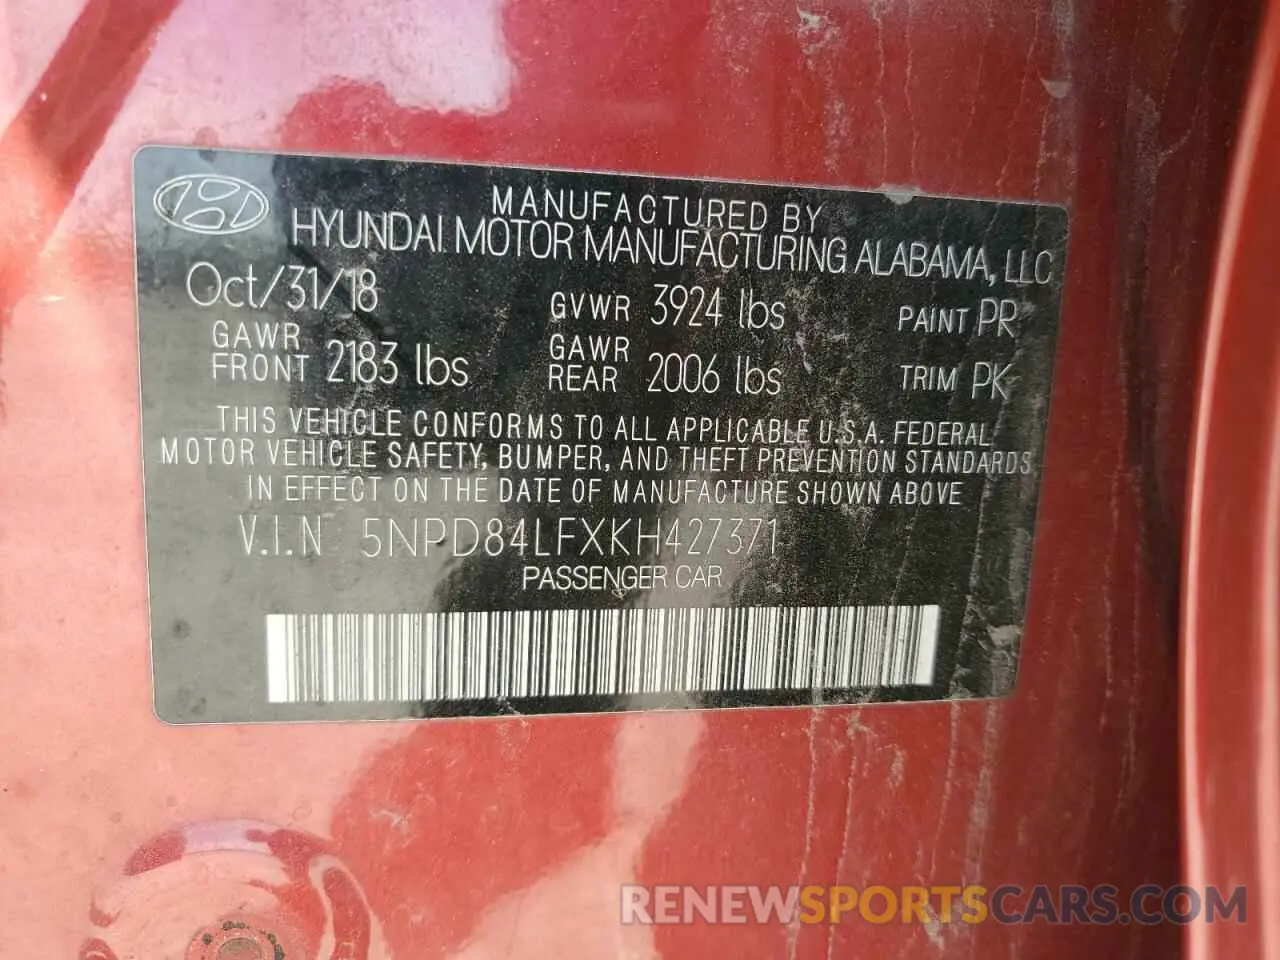 MANUFACTURED BY
HYUNDAI MOTOR MANUFACTURING ALABAMA, LLC
Oct/31/18 GVWR 3924 lbs PAINT PR
GAWR FRONT 2183 lbs GAWR REAR 2006 lbs TRIM PK
THIS VEHICLE CONFORMS TO ALL APPLICABLE U.S.A. FEDERAL
MOTOR VEHICLE SAFETY, BUMPER, AND THEFT PREVENTION STANDARDS
IN EFFECT ON THE DATE OF MANUFACTURE SHOWN ABOVE
V.I.N 5NPD84LFXKH427371
PASSENGER CAR
RENEWSPORTSCARS.COM